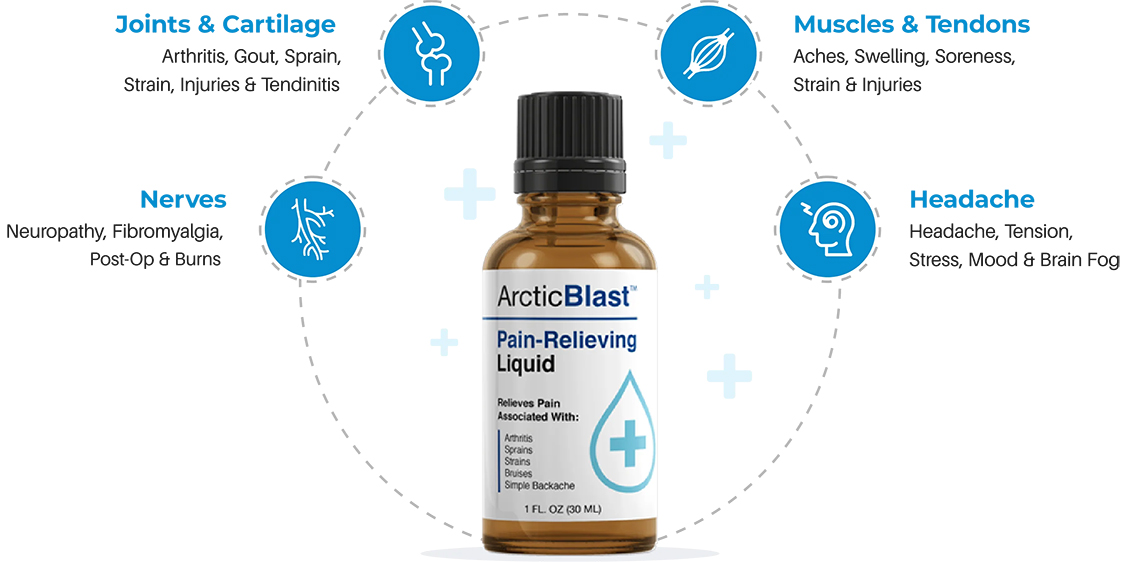 Joints & Cartilage
Arthritis, Gout, Sprain,
Strain, Injuries & Tendinitis
Muscles & Tendons
Aches, Swelling, Soreness,
Strain & Injuries
Nerves
Neuropathy, Fibromyalgia,
Post-Op & Burns
Headache
Headache, Tension,
Stress, Mood & Brain Fog
ArcticBlast™
Pain-Relieving
Liquid
Relieves Pain
Associated With:
Arthritis
Sprains
Strains
Bruises
Simple Backache
1 FL. OZ (30 ML)